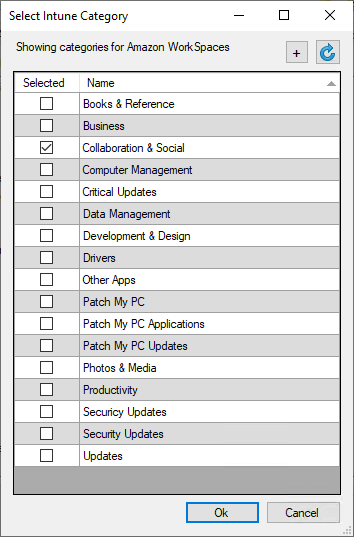 Select Intune Category
Showing categories for Amazon WorkSpaces
+
Selected Name
Books & Reference
Business
Collaboration & Social
Computer Management
Critical Updates
Data Management
Development & Design
Drivers
Other Apps
Patch My PC
Patch My PC Applications
Patch My PC Updates
Photos & Media
Productivity
Securicy Updates
Security Updates
Updates
Ok Cancel